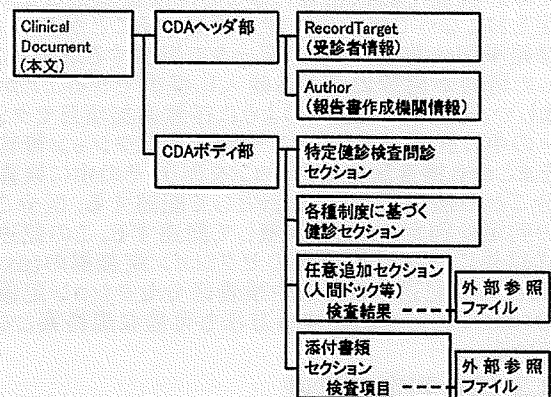 Clinical
Document
(本文)
CDAヘッダ部
RecordTarget
(受診者情報)
Author
(報告書作成機関情報)
CDAボディ部
特定健診検査問診
セクション
各種制度に基づく
健診セクション
任意追加セクション
(人間ドック等)
検査結果
外部参照
ファイル
添付書類
セクション
検査項目
外部参照
ファイル